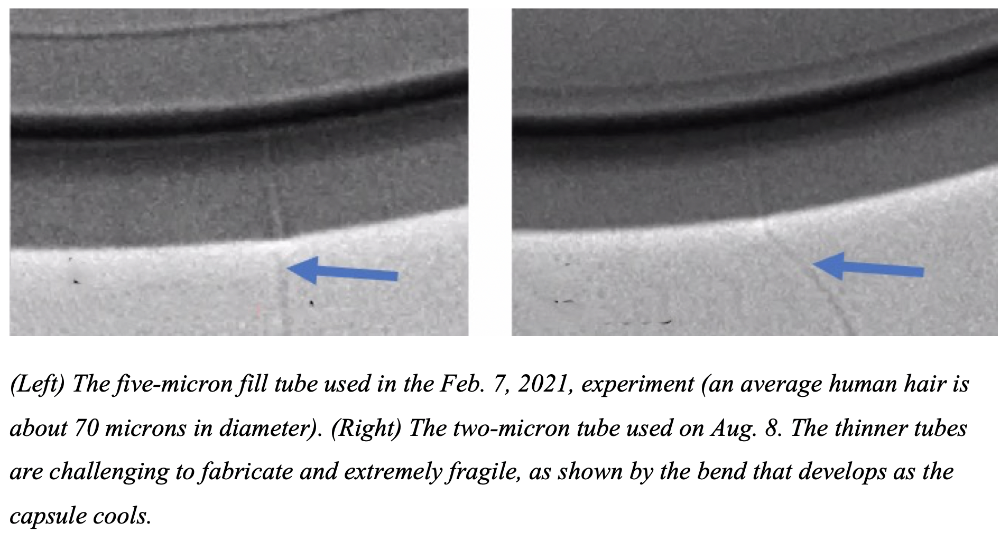 (Left) The five-micron fill tube used in the Feb. 7, 2021, experiment (an average human hair is
about 70 microns in diameter). (Right) The two-micron tube used on Aug. 8. The thinner tubes
are challenging to fabricate and extremely fragile, as shown by the bend that develops as the
capsule cools.